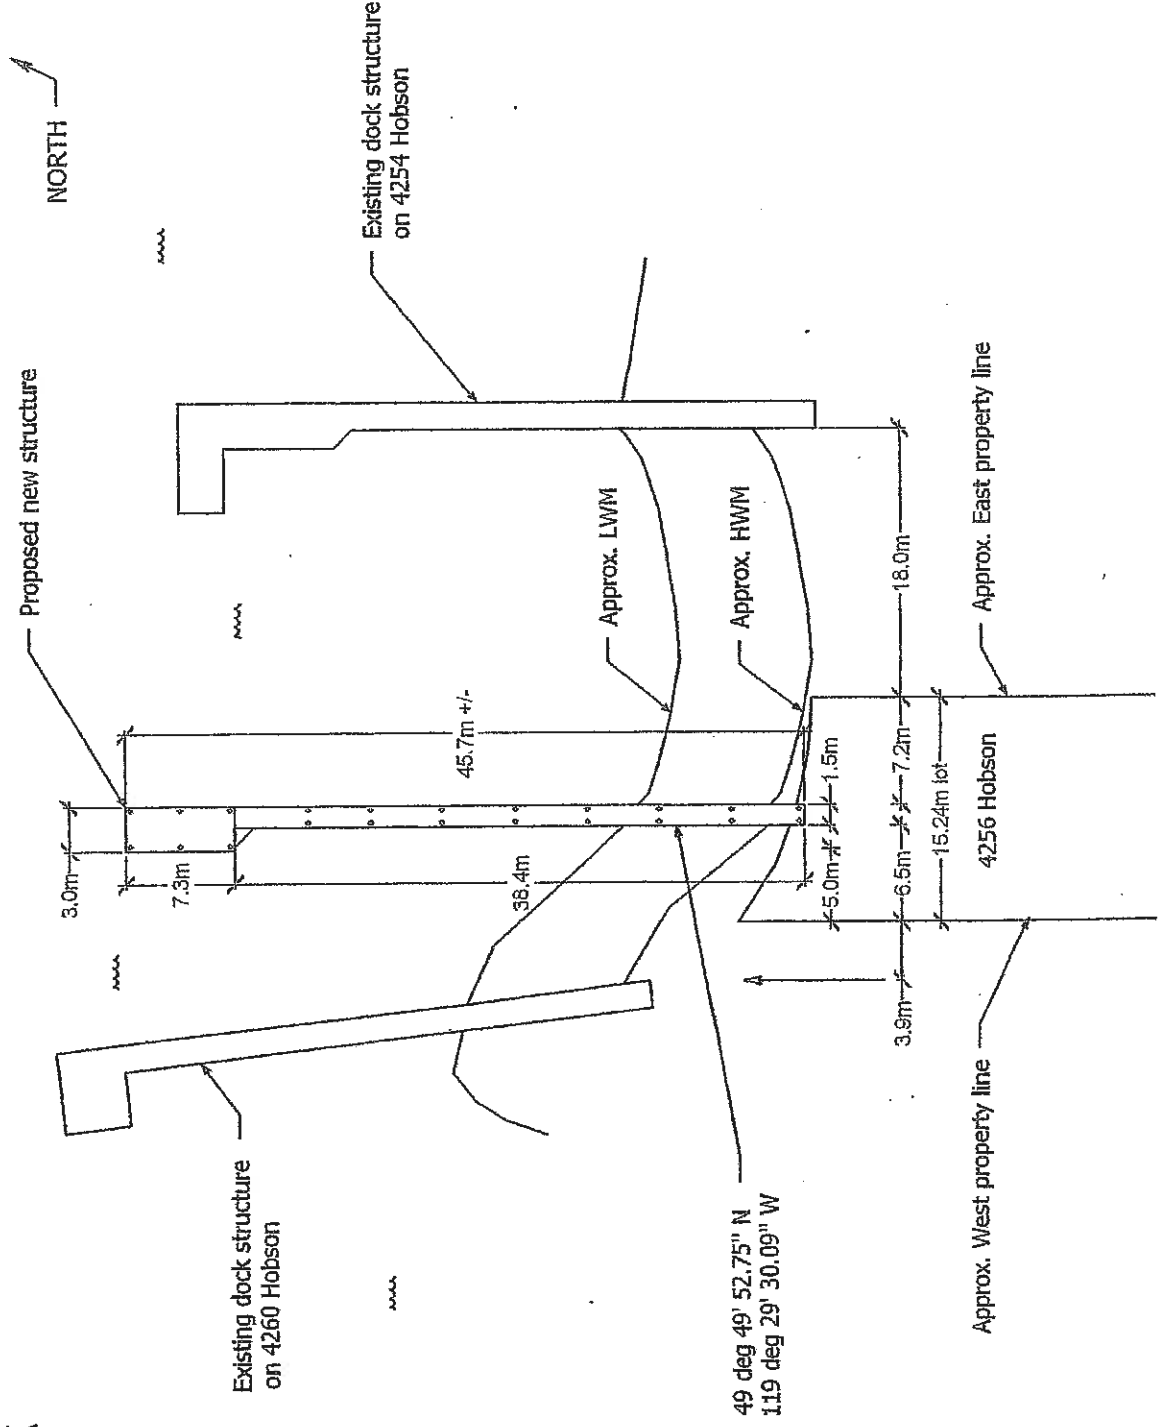 NORTH
Proposed new structure
Existing dock structure
on 4254 Hobson
Existing dock structure
on 4260 Hobson
3.0m
7.3m
45.7m +/-
38.4m
Approx. LWM
Approx. HWM
49 deg 49' 52.75" N
119 deg 29' 30.09" W
5.0m
1.5m
3.9m
6.5m
7.2m
18.0m
15.24m lot
4256 Hobson
Approx. West property line
Approx. East property line